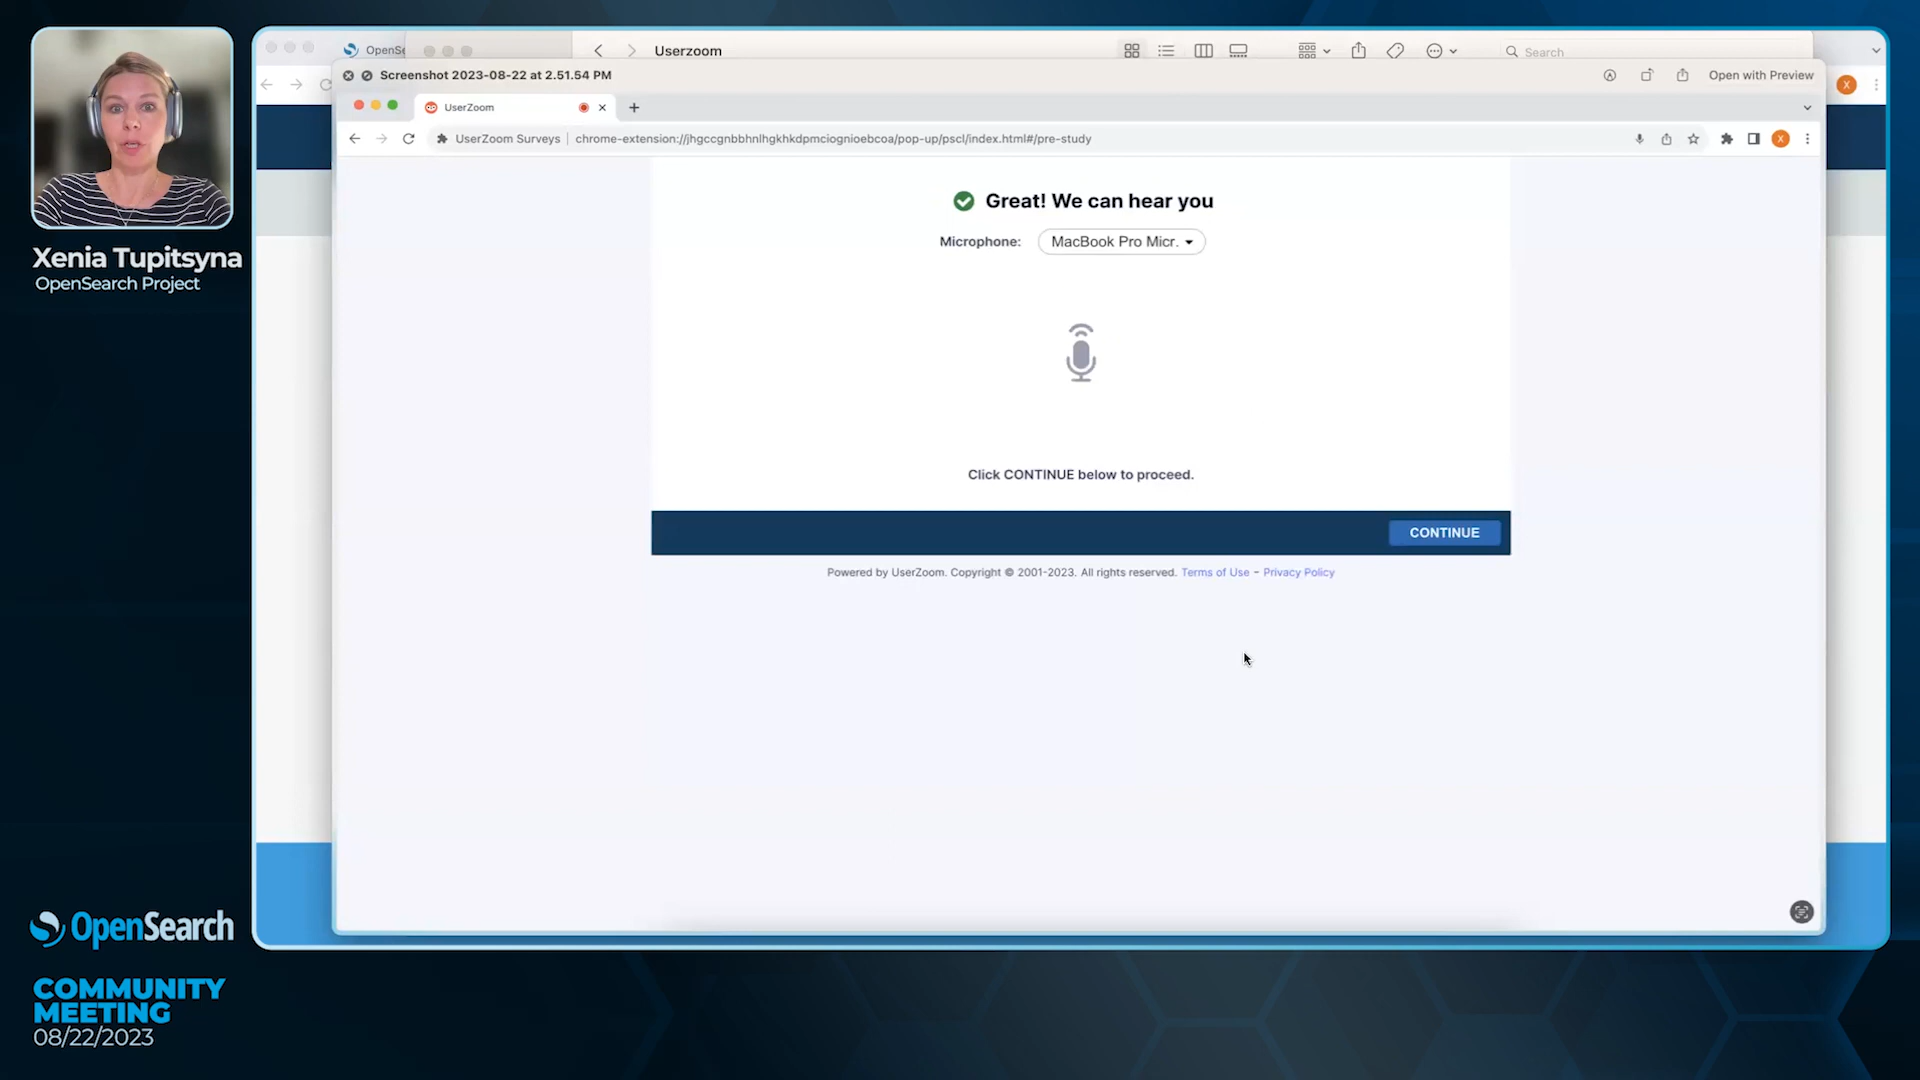 Xenia Tupitsyna
OpenSearch Project
OpenSearch
COMMUNITY
MEETING
08/22/2023
OpenSe
Userzoom
Search
Screenshot 2023-08-22 at 2.51.54 PM
Open with Preview
UserZoom
UserZoom Surveys
chrome-extension://jhgccgnbbhnlhgkhkdpmciognioebcoa/pop-up/pscl/index.html#/pre-study
X
X
Great! We can hear you
Microphone:
MacBook Pro Micr.
Click CONTINUE below to proceed.
CONTINUE
Powered by UserZoom. Copyright © 2001-2023. All rights reserved. Terms of Use - Privacy Policy